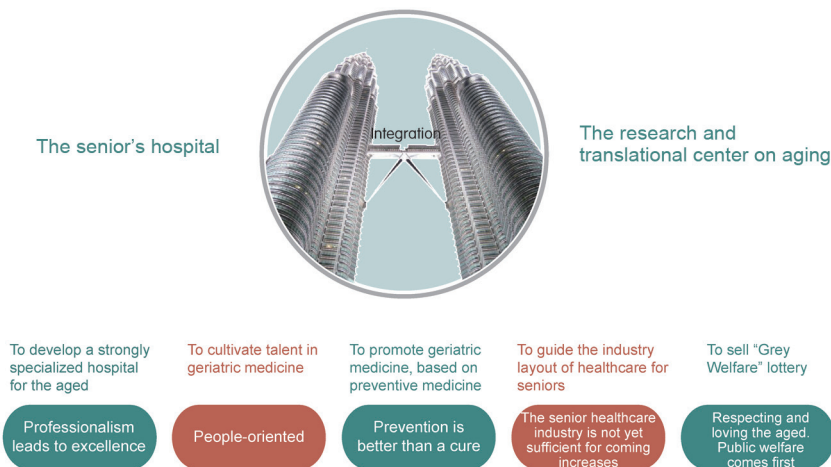 Integration
The senior's hospital
The research and
translational center on aging
To develop a strongly
specialized hospital
for the aged
To cultivate talent in
geriatric medicine
To promote geriatric
medicine, based on
preventive medicine
To guide the industry
layout of healthcare for
seniors
To sell “Grey
Welfare” lottery
Professionalism
leads to excellence
People-oriented
Prevention is
better than a cure
The senior healthcare
industry is not yet
sufficient for coming
increases
Respecting and
loving the aged.
Public welfare
comes first